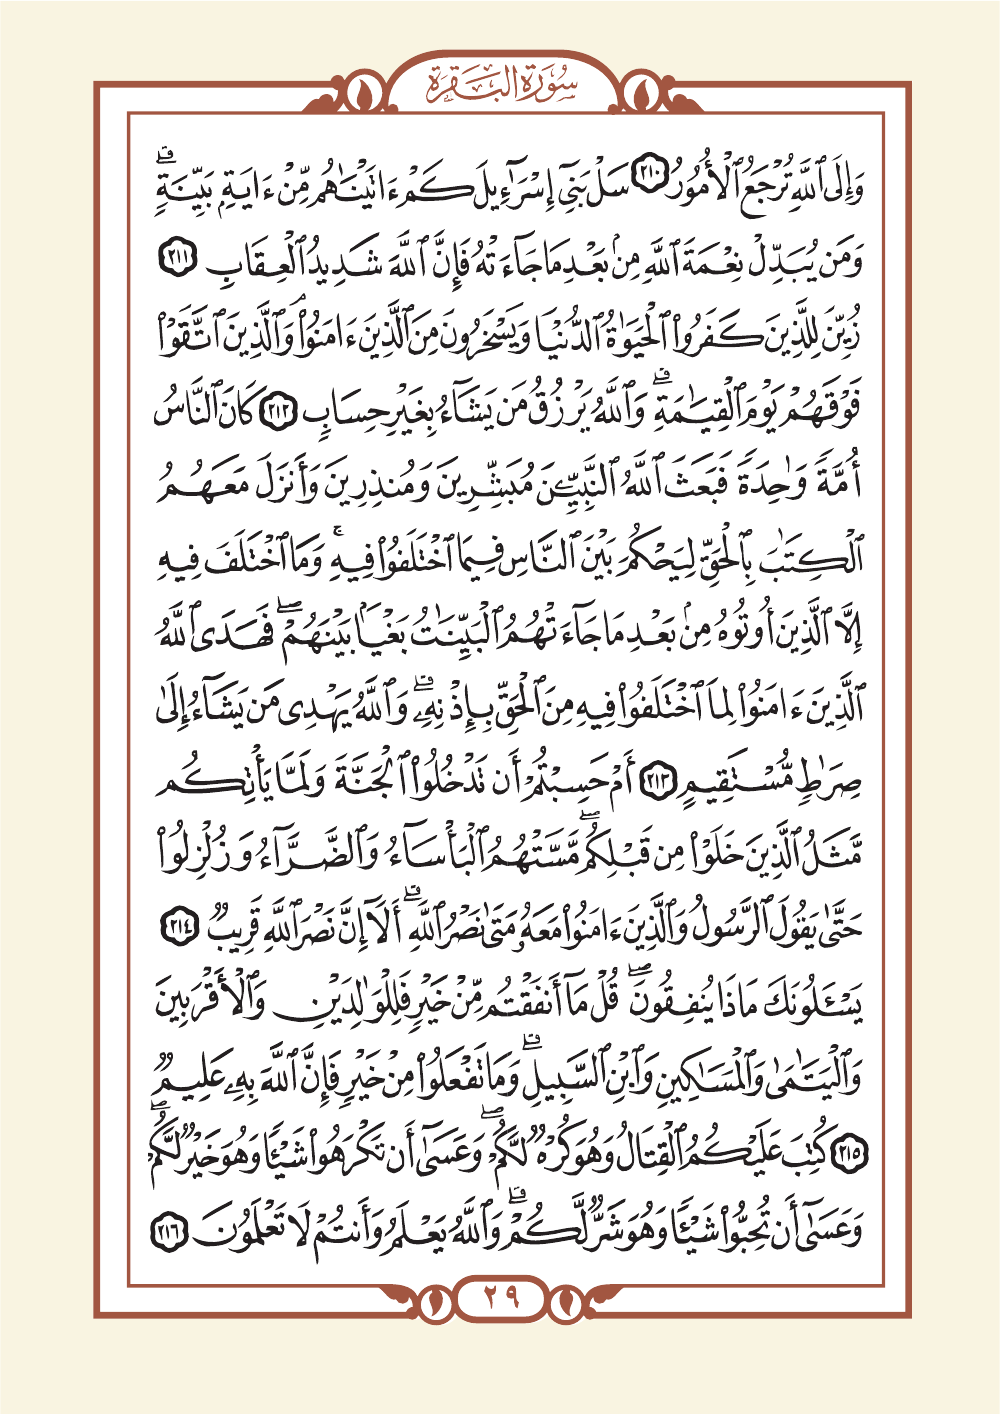 سُورَةُ البَقَرَةِ
وَإِلَى ٱللَّهِ تُرْجَعُ ٱلْأُمُورُ ٢١٠ سَلْ بَنِىٓ إِسْرَٰٓءِيلَ كَمْ ءَاتَيْنَٰهُم مِّنْ ءَايَةٍۭ بَيِّنَةٍۗ
وَمَن يُبَدِّلْ نِعْمَةَ ٱللَّهِ مِنۢ بَعْدِ مَا جَآءَتْهُ فَإِنَّ ٱللَّهَ شَدِيدُ ٱلْعِقَابِ ٢١١
زُيِّنَ لِلَّذِينَ كَفَرُوا۟ ٱلْحَيَوٰةُ ٱلدُّنْيَا وَيَسْخَرُونَ مِنَ ٱلَّذِينَ ءَامَنُوا۟ۘ وَٱلَّذِينَ ٱتَّقَوْا۟
فَوْقَهُمْ يَوْمَ ٱلْقِيَٰمَةِۗ وَٱللَّهُ يَرْزُقُ مَن يَشَآءُ بِغَيْرِ حِسَابٍ ٢١٢ كَانَ ٱلنَّاسُ
أُمَّةً وَٰحِدَةً فَبَعَثَ ٱللَّهُ ٱلنَّبِيِّۦنَ مُبَشِّرِينَ وَمُنذِرِينَ وَأَنزَلَ مَعَهُمُ
ٱلْكِتَٰبَ بِٱلْحَقِّ لِيَحْكُمَ بَيْنَ ٱلنَّاسِ فِيمَا ٱخْتَلَفُوا۟ فِيهِۚ وَمَا ٱخْتَلَفَ فِيهِ
إِلَّا ٱلَّذِينَ أُوتُوهُ مِنۢ بَعْدِ مَا جَآءَتْهُمُ ٱلْبَيِّنَٰتُ بَغْيًۢا بَيْنَهُمْۖ فَهَدَى ٱللَّهُ
ٱلَّذِينَ ءَامَنُوا۟ لِمَا ٱخْتَلَفُوا۟ فِيهِ مِنَ ٱلْحَقِّ بِإِذْنِهِۦۗ وَٱللَّهُ يَهْدِى مَن يَشَآءُ إِلَىٰ
صِرَٰطٍ مُّسْتَقِيمٍ ٢١٣ أَمْ حَسِبْتُمْ أَن تَدْخُلُوا۟ ٱلْجَنَّةَ وَلَمَّا يَأْتِكُم
مَّثَلُ ٱلَّذِينَ خَلَوْا۟ مِن قَبْلِكُمۖ مَّسَّتْهُمُ ٱلْبَأْسَآءُ وَٱلضَّرَّآءُ وَزُلْزِلُوا۟
حَتَّىٰ يَقُولَ ٱلرَّسُولُ وَٱلَّذِينَ ءَامَنُوا۟ مَعَهُۥ مَتَىٰ نَصْرُ ٱللَّهِۗ أَلَآ إِنَّ نَصْرَ ٱللَّهِ قَرِيبٌ ٢١٤
يَسْـَٔلُونَكَ مَاذَا يُنفِقُونَۖ قُلْ مَآ أَنفَقْتُم مِّنْ خَيْرٍ فَلِلْوَٰلِدَيْنِ وَٱلْأَقْرَبِينَ
وَٱلْيَتَٰمَىٰ وَٱلْمَسَٰكِينِ وَٱبْنِ ٱلسَّبِيلِۗ وَمَا تَفْعَلُوا۟ مِنْ خَيْرٍ فَإِنَّ ٱللَّهَ بِهِۦ عَلِيمٌ
٢١٥ كُتِبَ عَلَيْكُمُ ٱلْقِتَالُ وَهُوَ كُرْهٌ لَّكُمْۖ وَعَسَىٰٓ أَن تَكْرَهُوا۟ شَيْـًٔا وَهُوَ خَيْرٌ لَّكُمْۖ
وَعَسَىٰٓ أَن تُحِبُّوا۟ شَيْـًٔا وَهُوَ شَرٌّ لَّكُمْۗ وَٱللَّهُ يَعْلَمُ وَأَنتُمْ لَا تَعْلَمُونَ ٢١٦
٢٩